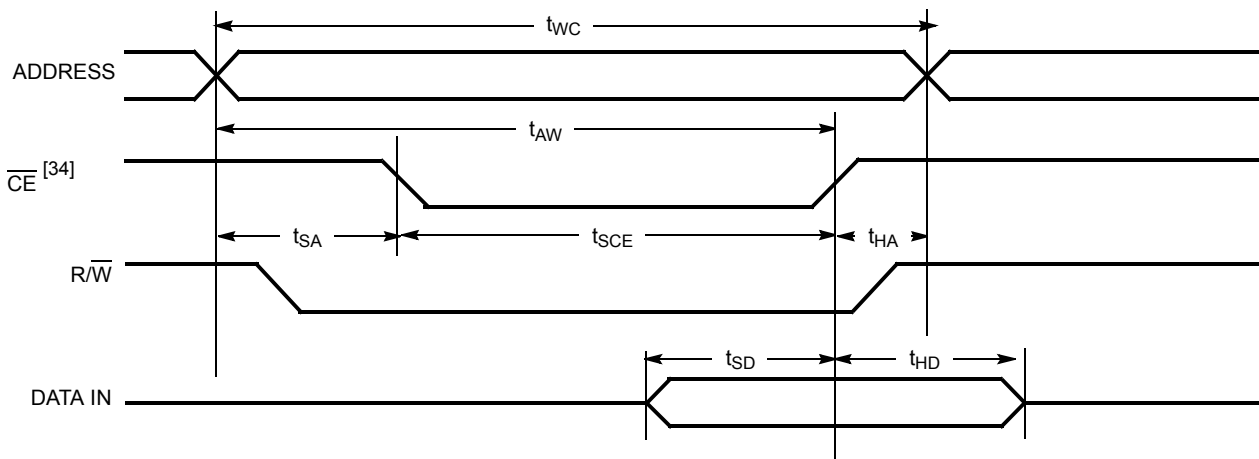 tWC
ADDRESS
tAW
CE [34]
tSA tSCE tHA
R/W
tSD tHD
DATA IN